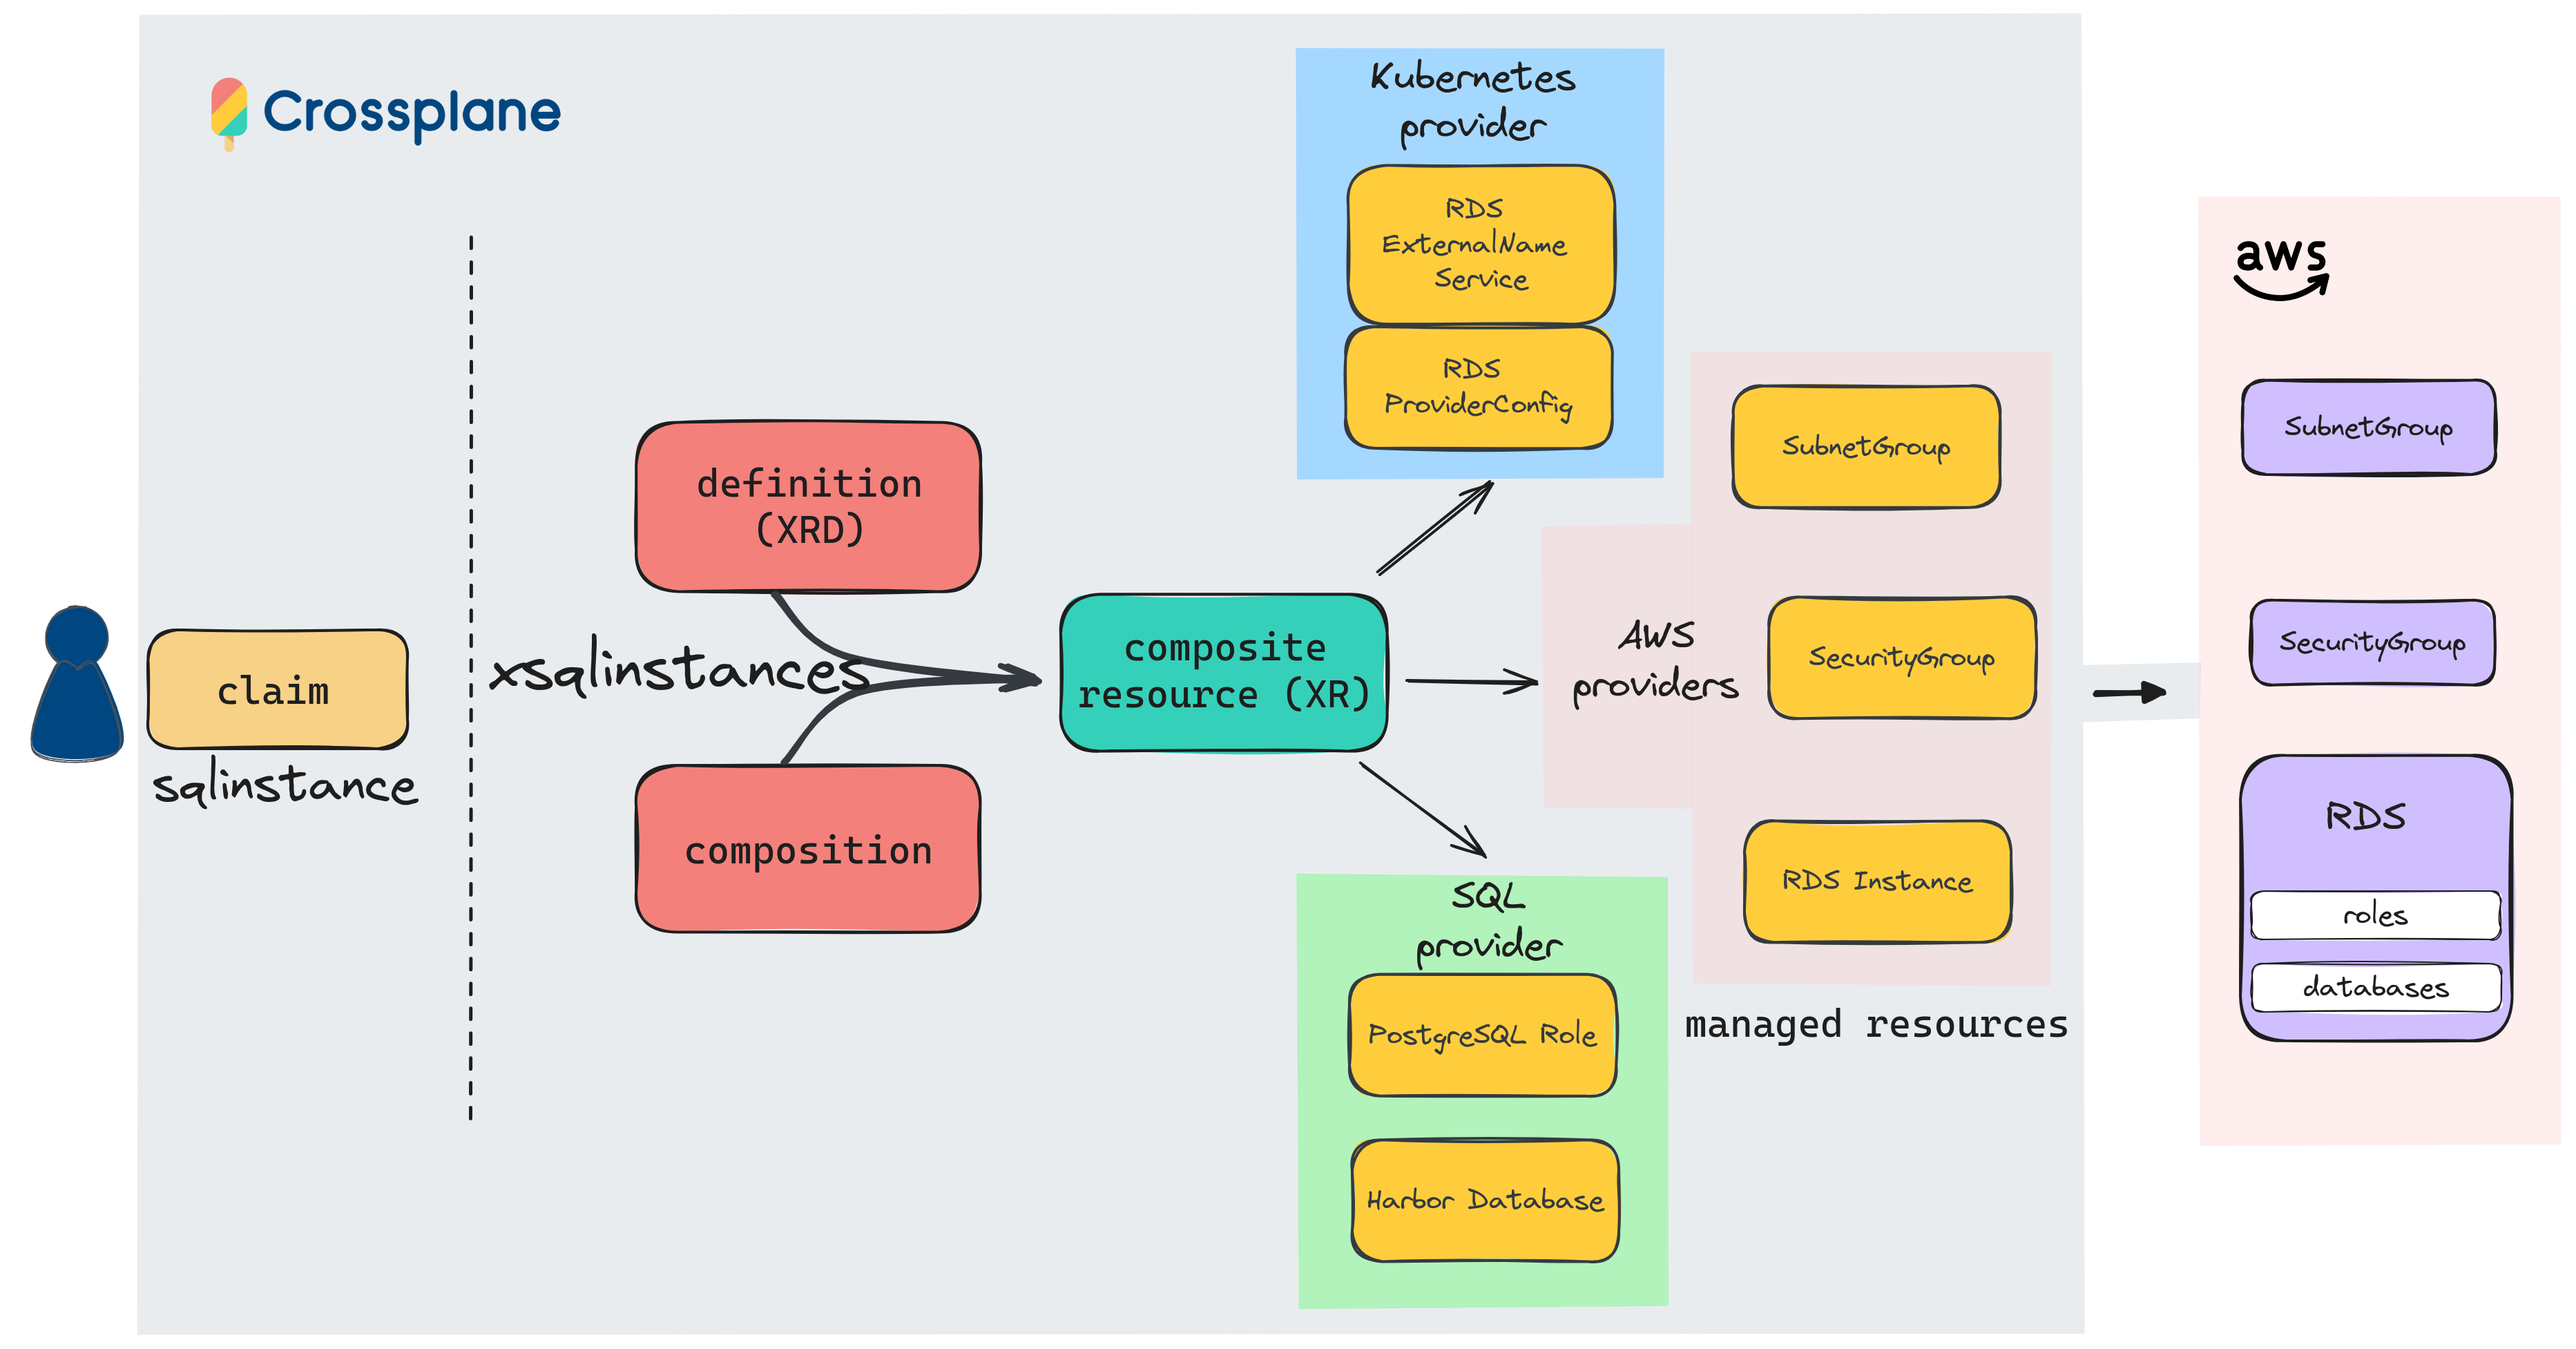 Crossplane
claim
sqlinstance
xsqlinstances
definition
(XRD)
composition
composite
resource (XR)
Kubernetes
provider
RDS
ExternalName
Service
RDS
ProviderConfig
AWS
providers
SubnetGroup
SecurityGroup
RDS Instance
managed resources
SQL
provider
PostgreSQL Role
Harbor Database
aws
SubnetGroup
SecurityGroup
RDS
roles
databases